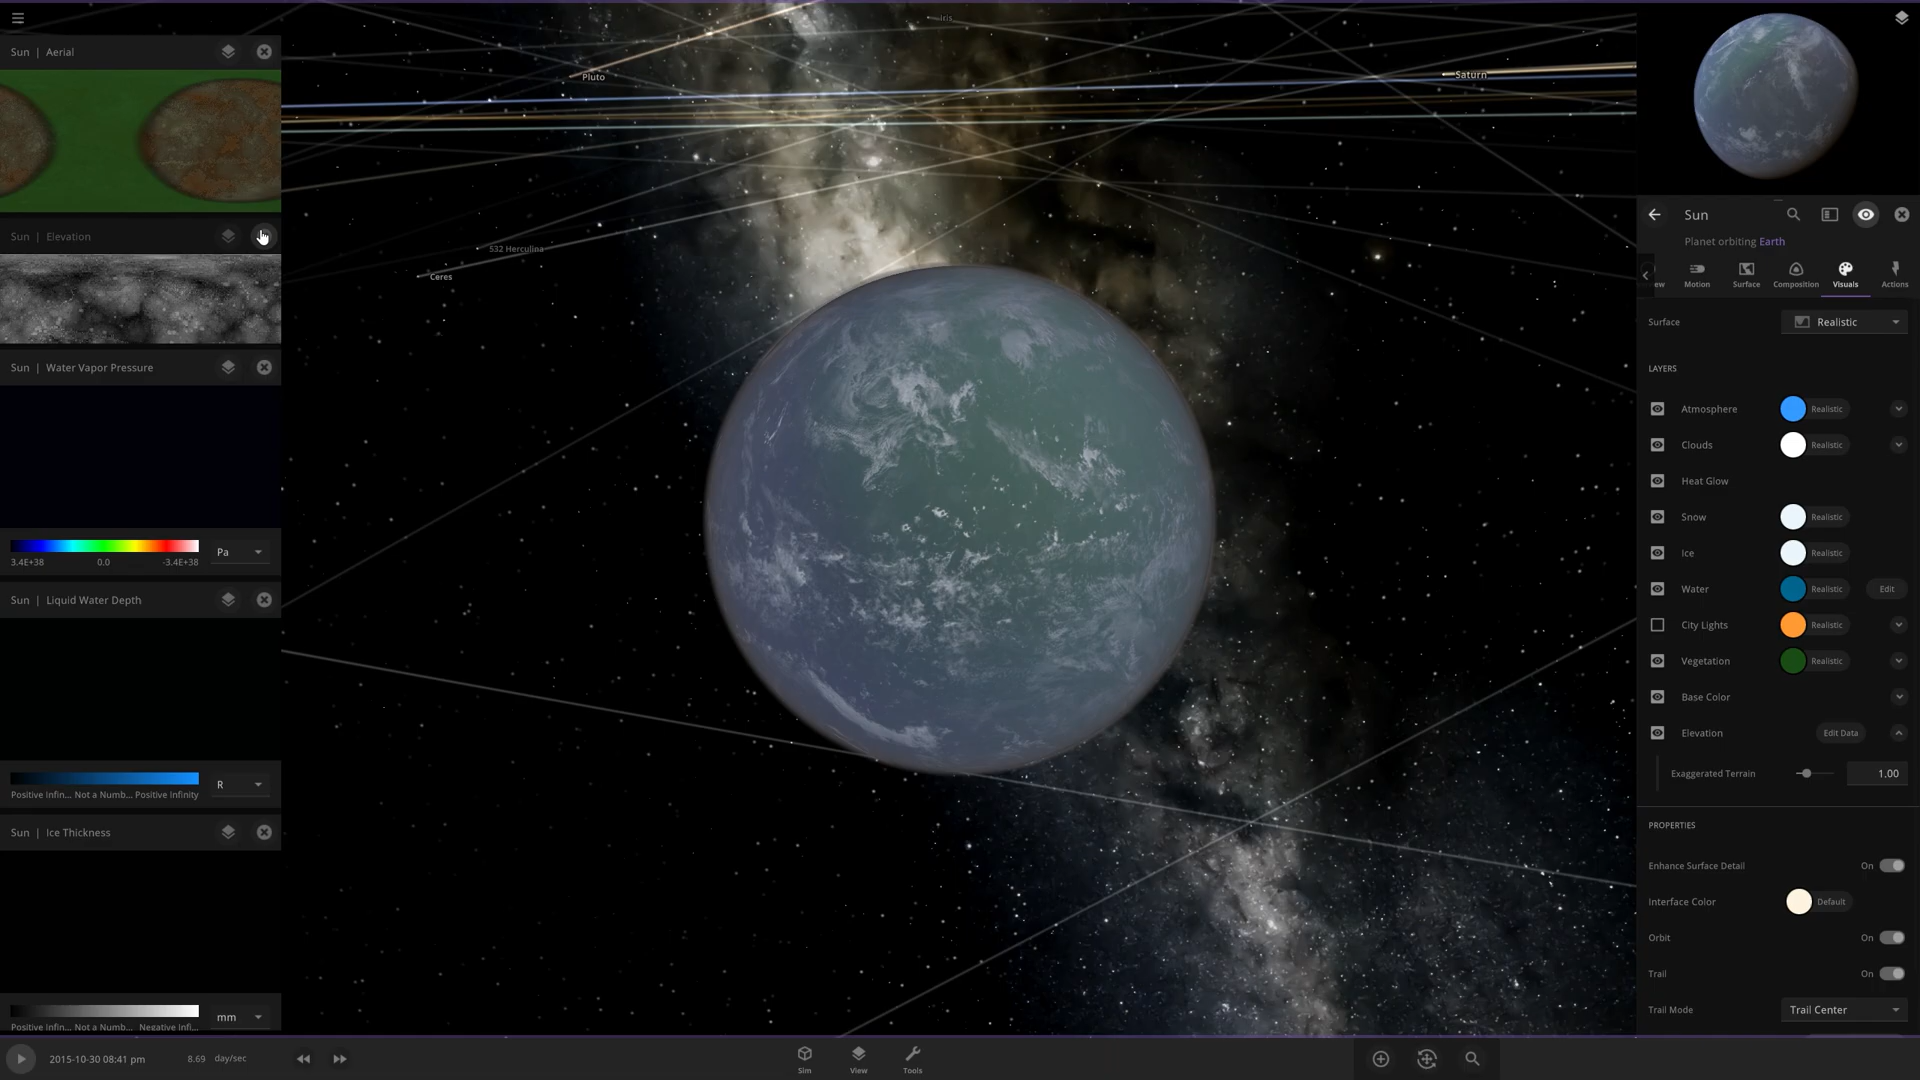 Sun | Aerial
Sun | Elevation
Sun | Water Vapor Pressure
3.4E+38 0.0 -3.4E+38
Pa
Sun | Liquid Water Depth
Positive Infin... Not a Numb... Positive Infinity
R
Sun | Ice Thickness
Positive Infin... Not a Numb... Negative Infi...
mm
Iris
Pluto
Saturn
532 Herculina
Ceres
Sun
Planet orbiting Earth
ew Motion Surface Composition Visuals Actions
Surface Realistic
LAYERS
Atmosphere Realistic
Clouds Realistic
Heat Glow
Snow Realistic
Ice Realistic
Water Realistic Edit
City Lights Realistic
Vegetation Realistic
Base Color
Elevation Edit Data
Exaggerated Terrain 1.00
PROPERTIES
Enhance Surface Detail On
Interface Color Default
Orbit On
Trail On
Trail Mode Trail Center
2015-10-30 08:41 pm 8.69 day/sec
Sim View Tools